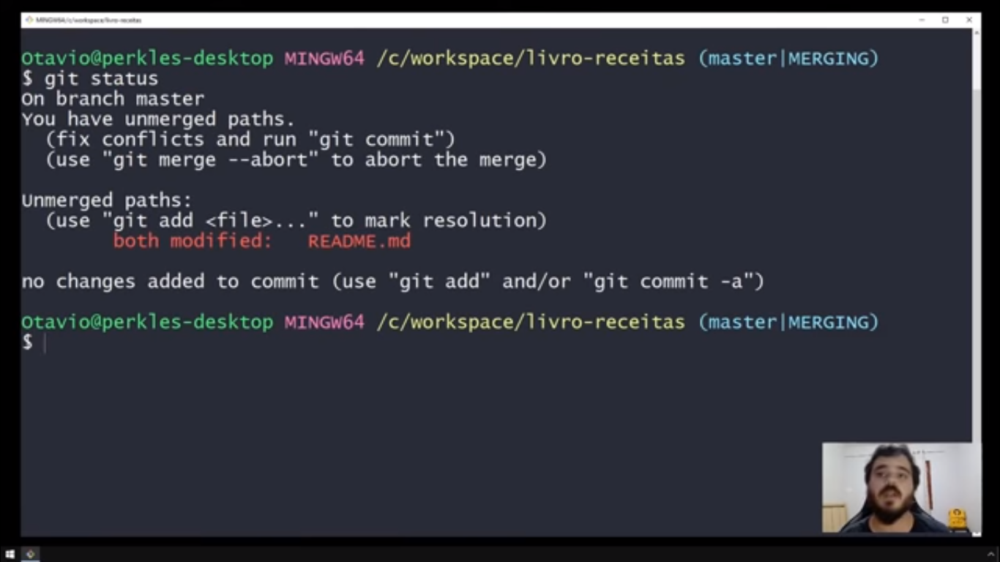 MINGW64:/c/workspace/livro-receitas
Otavio@perkles-desktop MINGW64 /c/workspace/livro-receitas (master|MERGING)
$ git status
On branch master
You have unmerged paths.
(fix conflicts and run "git commit")
(use "git merge --abort" to abort the merge)
Unmerged paths:
(use "git add <file>..." to mark resolution)
both modified: README.md
no changes added to commit (use "git add" and/or "git commit -a")
Otavio@perkles-desktop MINGW64 /c/workspace/livro-receitas (master|MERGING)
$